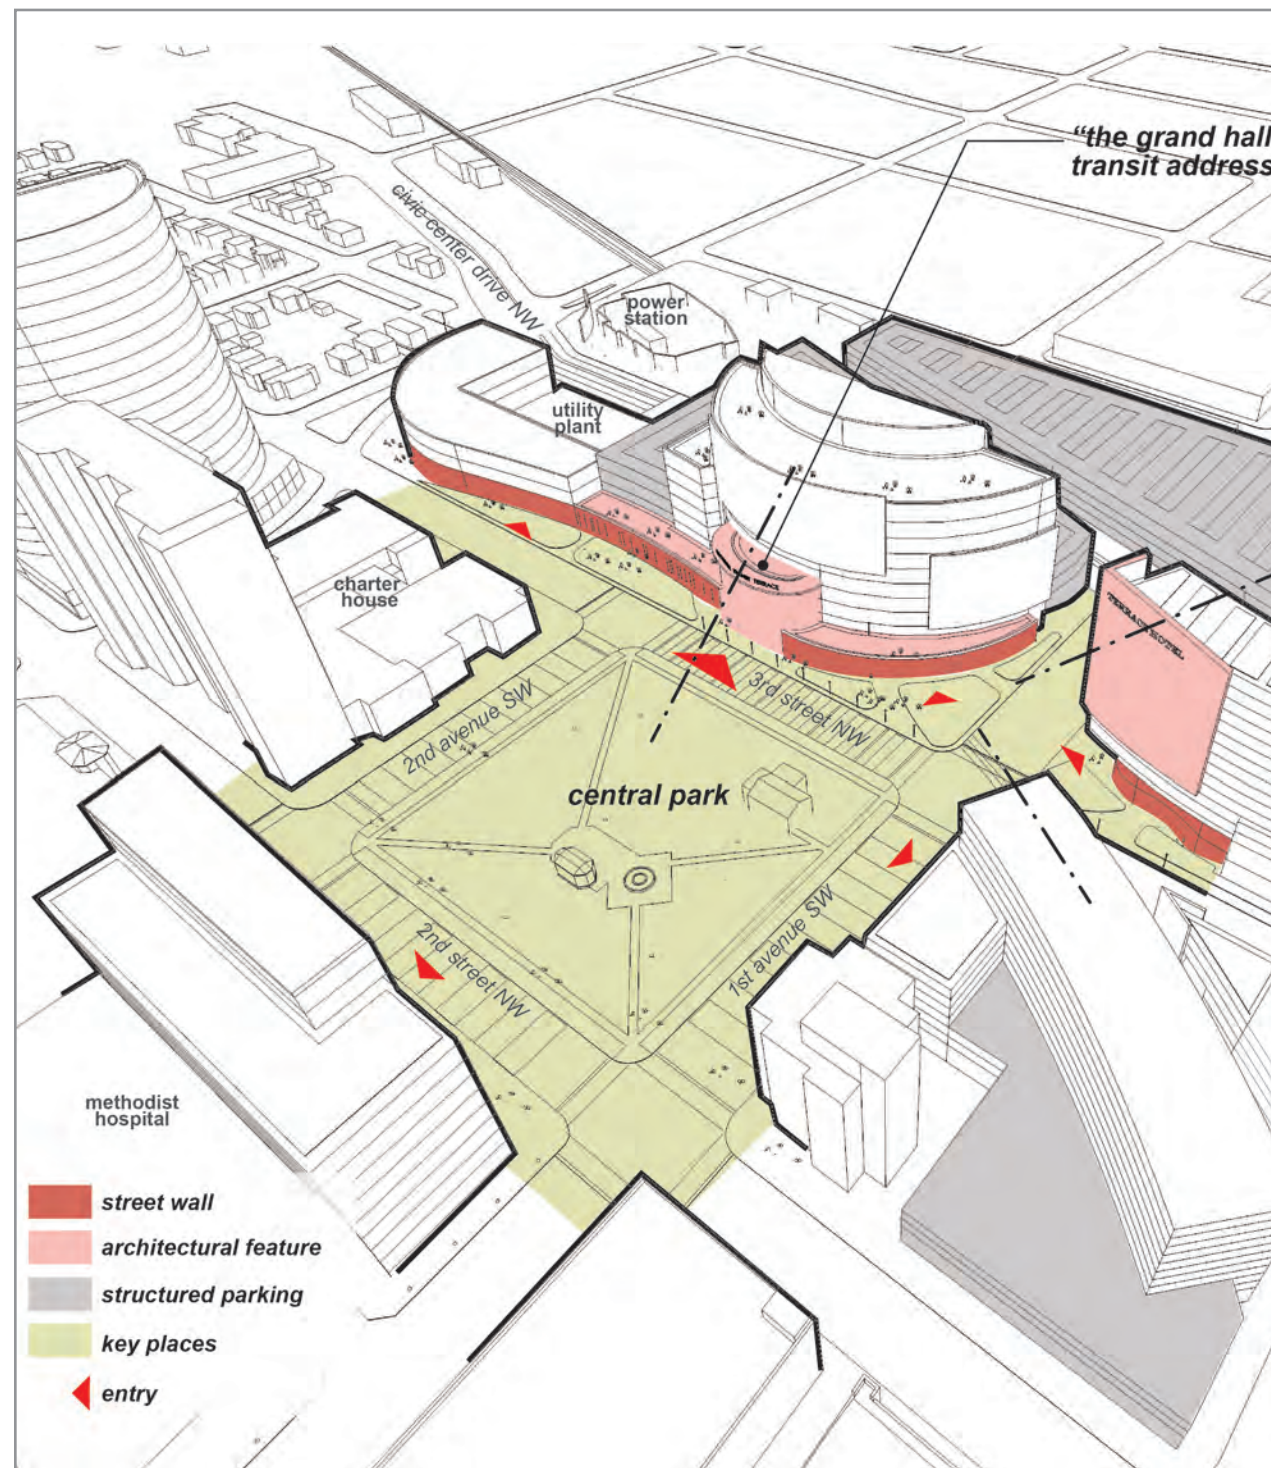 "the grand hall
transit address
civic center drive NW
power
station
utility
plant
charter
house
TERRACE HOTEL
2nd avenue SW
3rd street NW
central park
2nd street NW
1st avenue SW
methodist
hospital
street wall
architectural feature
structured parking
key places
entry